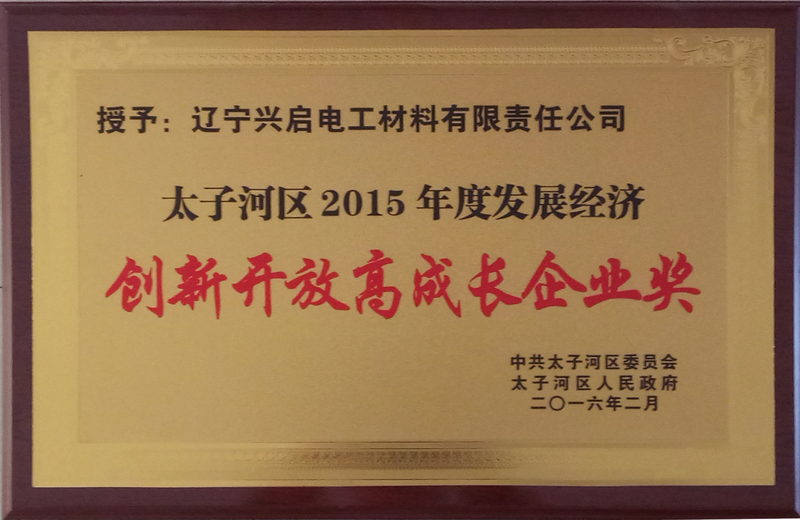 授予：辽宁兴启电工材料有限责任公司
太子河区2015年度发展经济
创新开放高成长企业奖
中共太子河区委员会
太子河区人民政府
二〇一六年二月